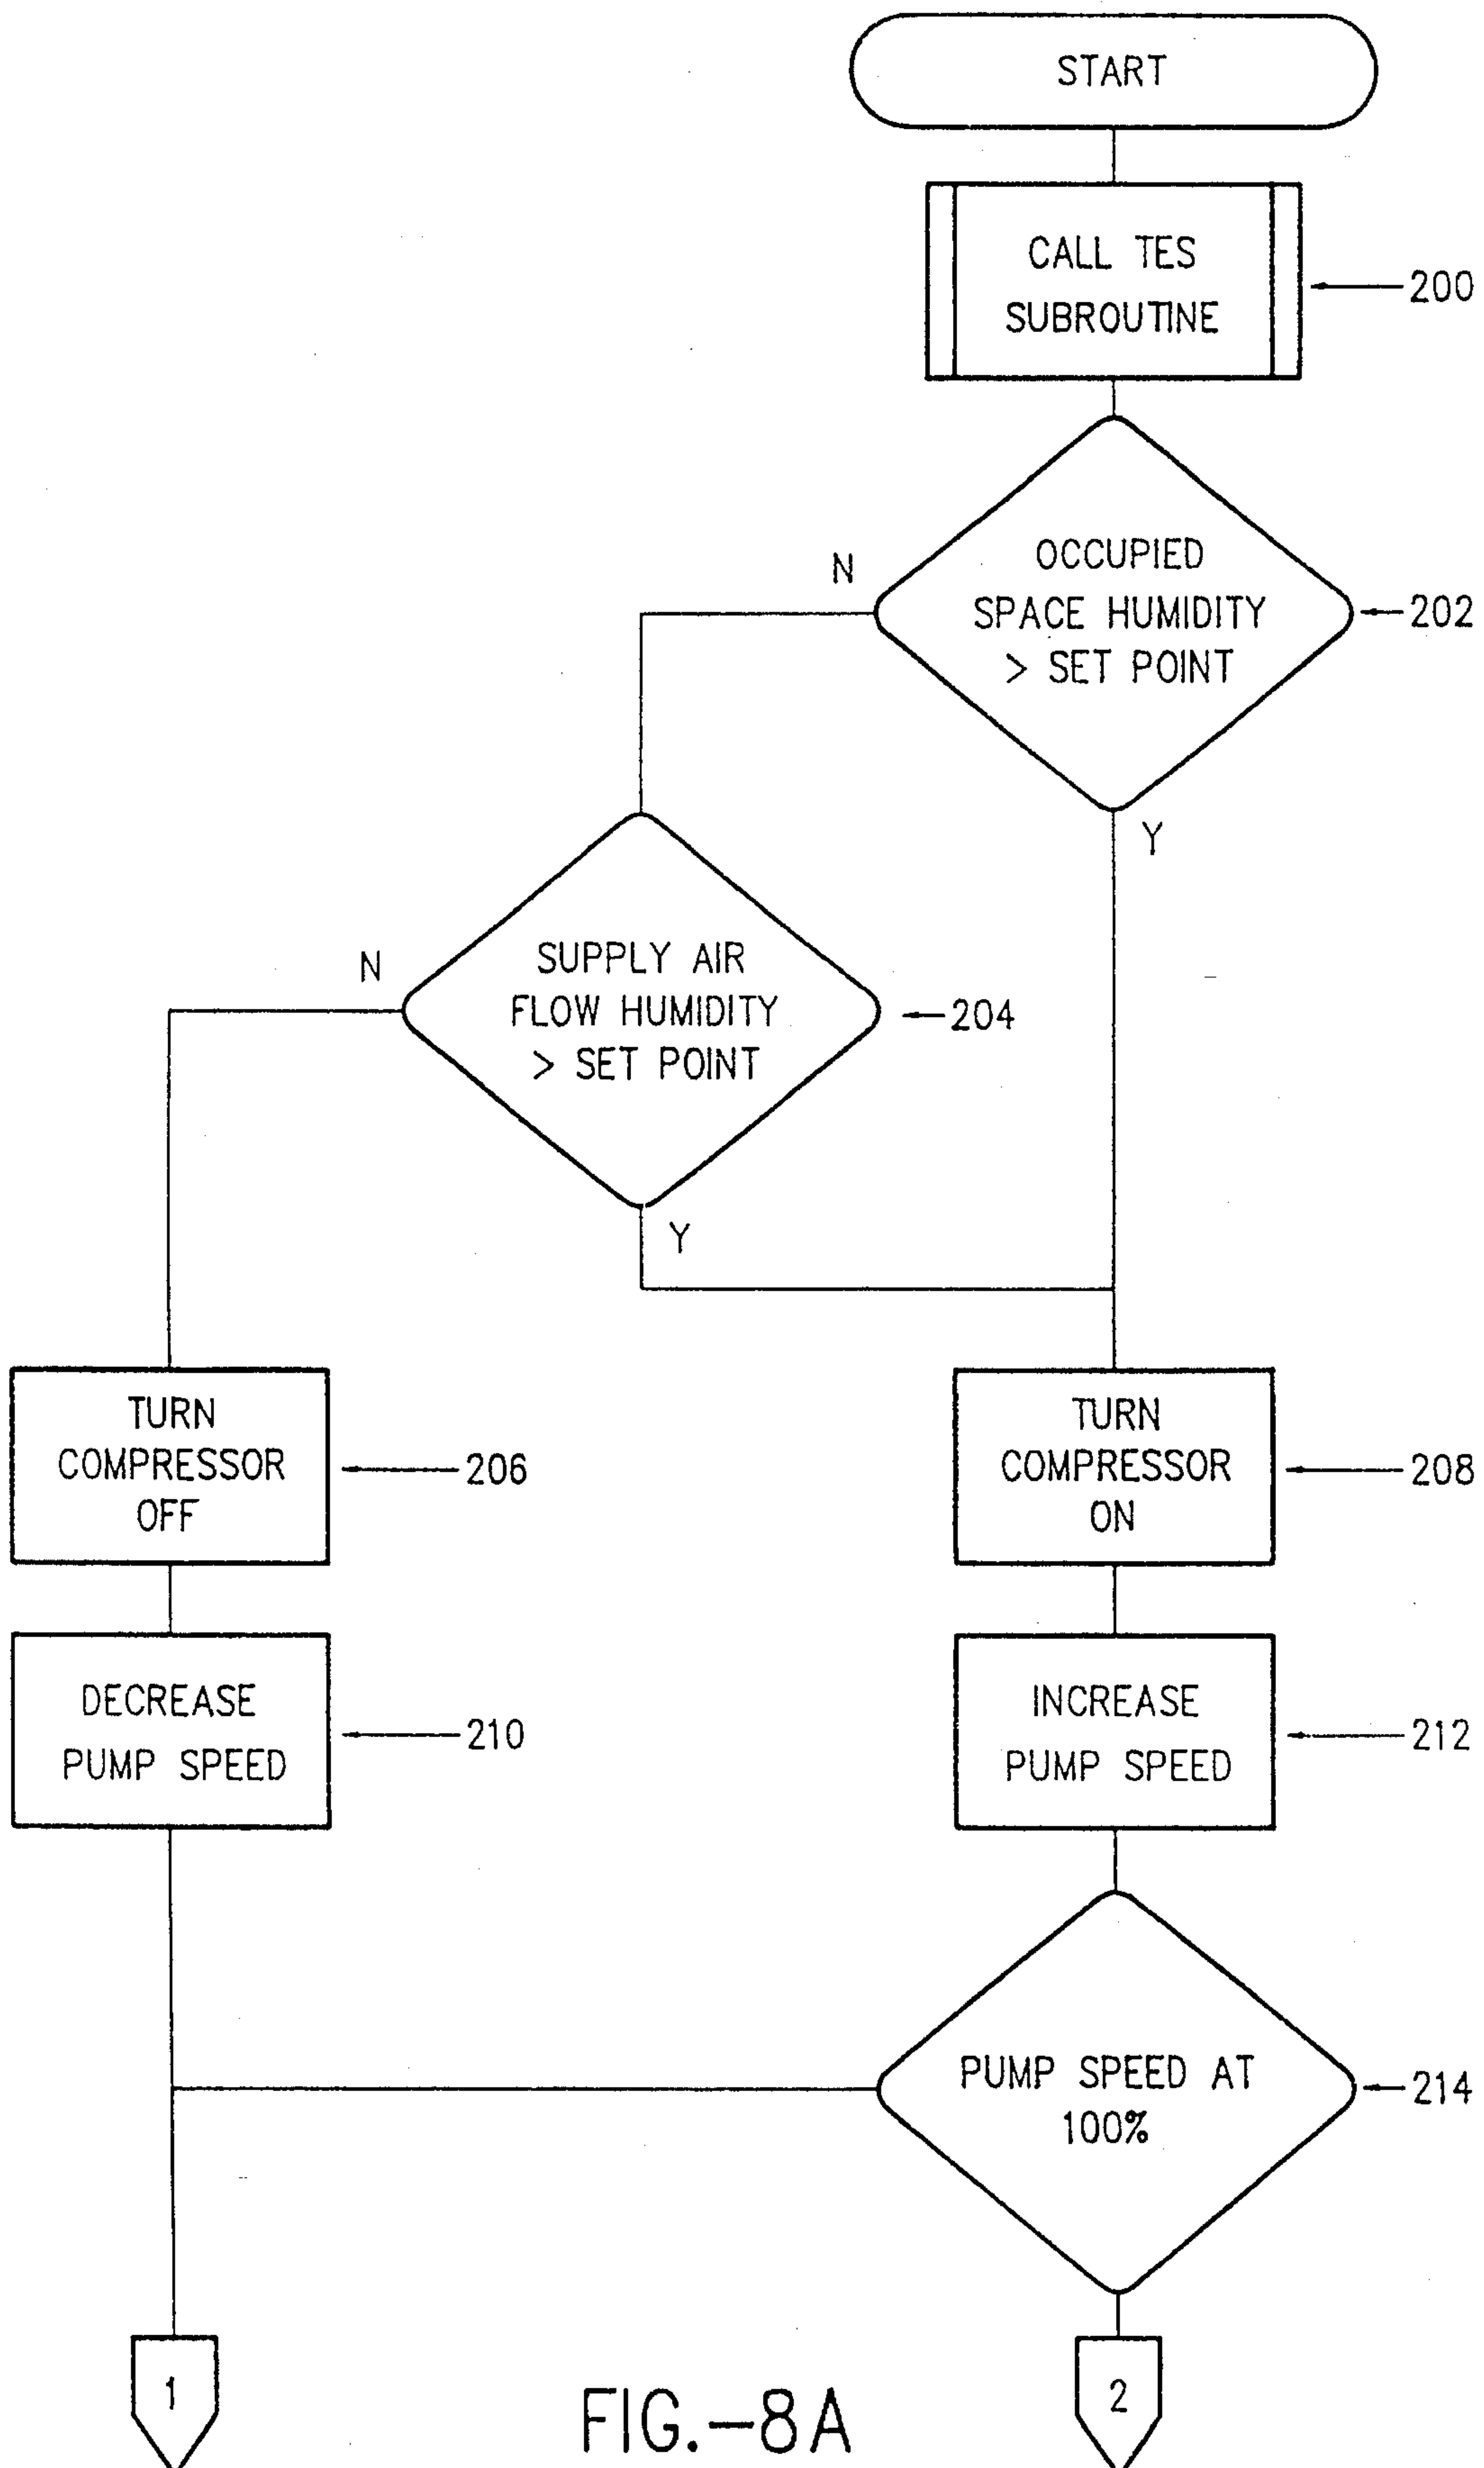 START
CALL TES
SUBROUTINE
200
OCCUPIED
SPACE HUMIDITY
> SET POINT
202
N
Y
SUPPLY AIR
FLOW HUMIDITY
> SET POINT
204
N
Y
TURN
COMPRESSOR
OFF
206
TURN
COMPRESSOR
ON
208
DECREASE
PUMP SPEED
210
INCREASE
PUMP SPEED
212
PUMP SPEED AT
100%
214
1
2
FIG.-8A